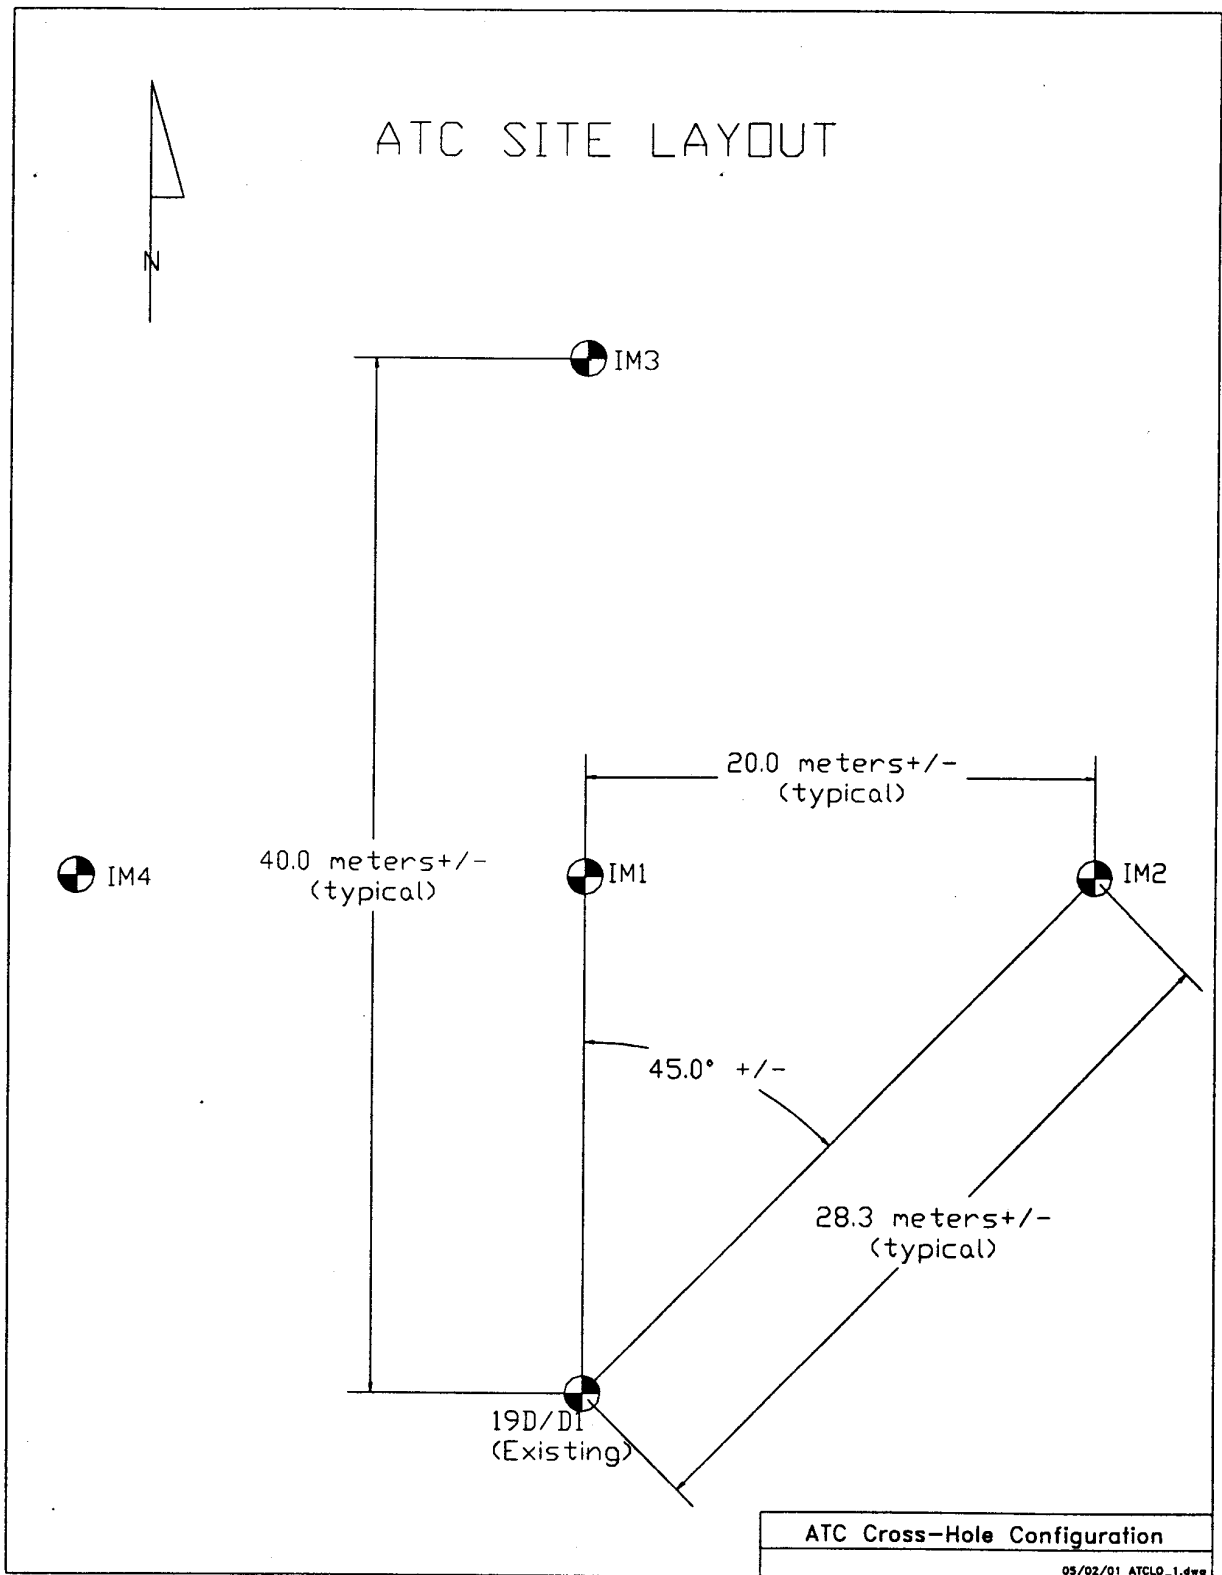 ATC SITE LAYOUT
N
IM3
20.0 meters+/-
(typical)
40.0 meters+/-
(typical)
IM4
IM1
IM2
45.0° +/-
28.3 meters+/-
(typical)
19D/D1
(Existing)
ATC Cross-Hole Configuration
05/02/01 ATCLO_1.dwg